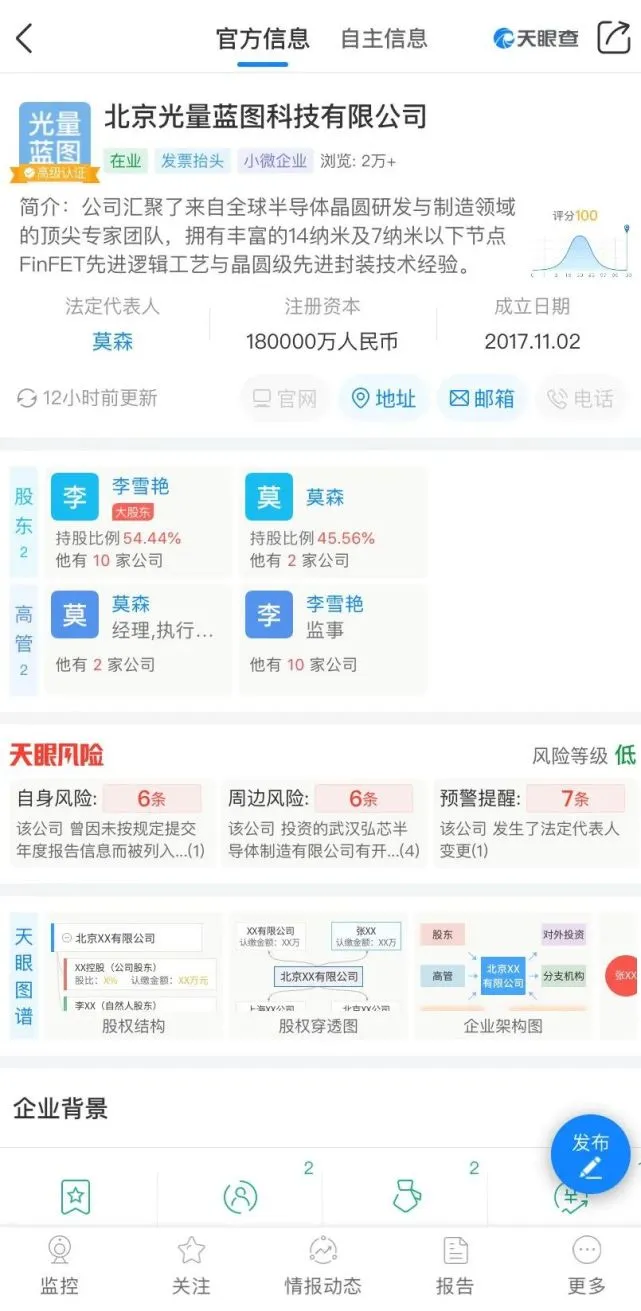 官方信息 自主信息 天眼查
光量
蓝图
高级认证
北京光量蓝图科技有限公司
在业 发票抬头 小微企业 浏览: 2万+
简介：公司汇聚了来自全球半导体晶圆研发与制造领域
的顶尖专家团队，拥有丰富的14纳米及7纳米以下节点
FinFET先进逻辑工艺与晶圆级先进封装技术经验。
评分100
法定代表人 注册资本 成立日期
莫森 180000万人民币 2017.11.02
12小时前更新 官网 地址 邮箱 电话
股东 2
李 李雪艳
大股东
持股比例 54.44%
他有 10 家公司
莫 莫森
持股比例 45.56%
他有 2 家公司
高管 2
莫 莫森
经理,执行...
他有 2 家公司
李 李雪艳
监事
他有 10 家公司
天眼风险 风险等级 低
自身风险: 6条
该公司 曾因未按规定提交
年度报告信息而被列入...(1)
周边风险: 6条
该公司 投资的武汉弘芯半
导体制造有限公司有开...(4)
预警提醒: 7条
该公司 发生了法定代表人
变更(1)
天眼图谱
北京XX有限公司
XX控股（公司股东）
股比：X% 认缴金额：XX万元
李XX（自然人股东）
股权结构
XX有限公司
认缴金额：XX万
张XX
认缴金额：XX万
北京XX有限公司
上海XX公司 北京XX公司
股权穿透图
股东 对外投资
高管 北京XX
有限公司 分支机构
企业架构图
张XX
企业背景
2 2
发布
监控 关注 情报动态 报告 更多